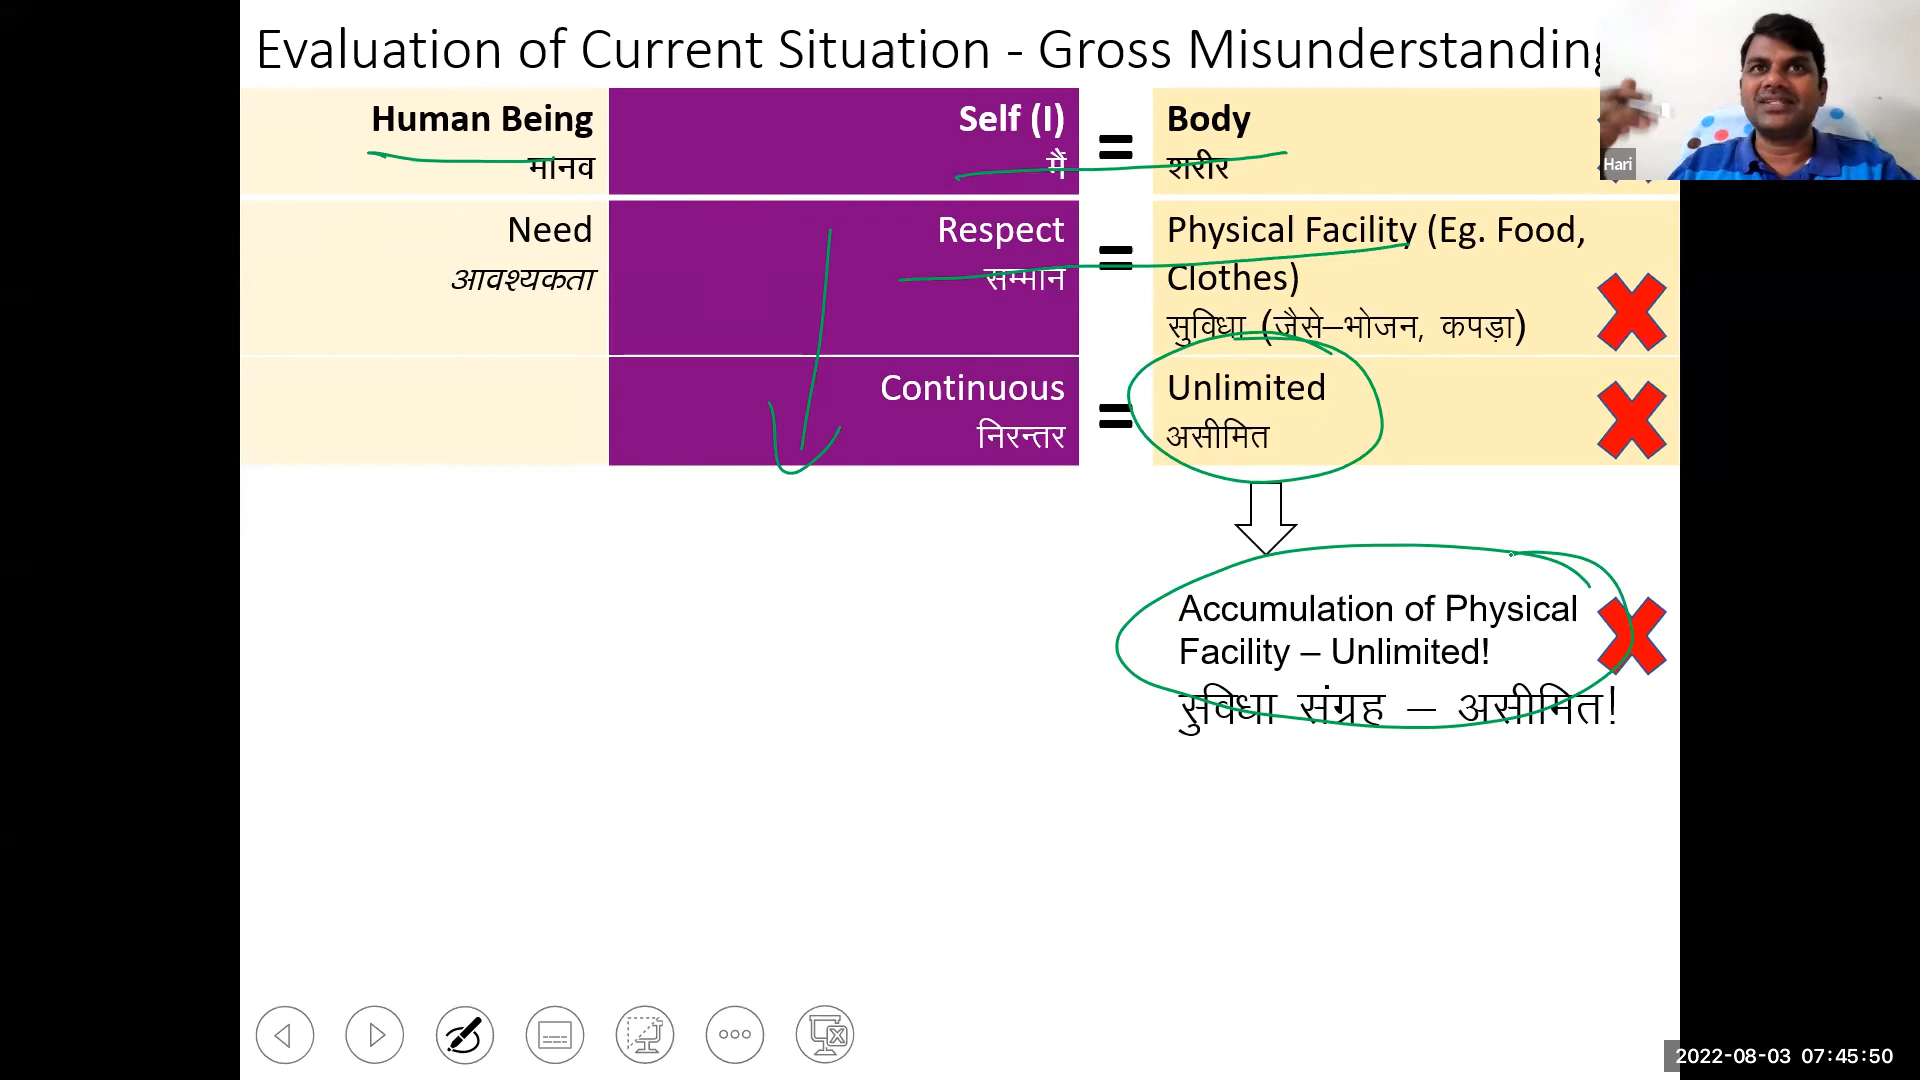 Evaluation of Current Situation - Gross Misunderstanding
Human Being
मानव
Self (I)
मैं
=
Body
शरीर
Hari
Need
आवश्यकता
Respect
सम्मान
=
Physical Facility (Eg. Food,
Clothes)
सुविधा (जैसे–भोजन, कपड़ा)
Continuous
निरन्तर
=
Unlimited
असीमित
Accumulation of Physical
Facility – Unlimited!
सुविधा संग्रह – असीमित!
2022-08-03 07:45:50